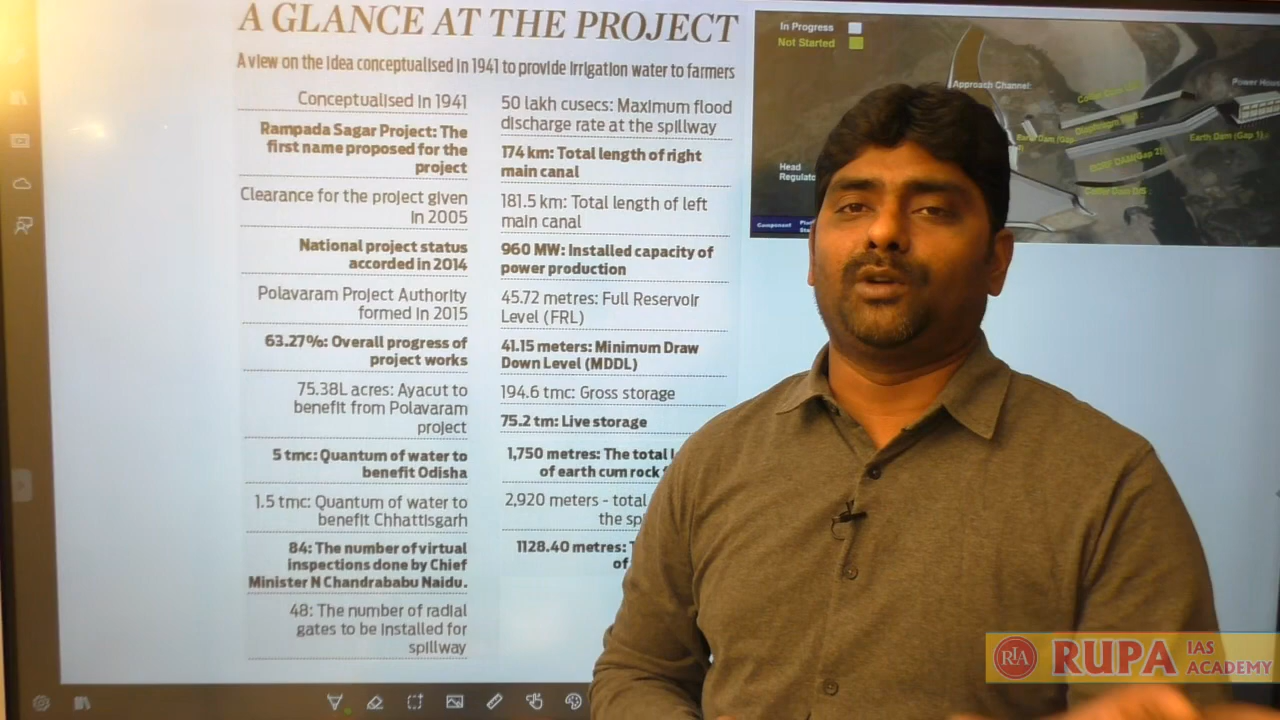 A GLANCE AT THE PROJECT
A view on the idea conceptualised in 1941 to provide irrigation water to farmers
Conceptualised in 1941
Rampada Sagar Project: The
first name proposed for the
project
Clearance for the project given
in 2005
National project status
accorded in 2014
Polavaram Project Authority
formed in 2015
63.27%: Overall progress of
project works
75.38L acres: Ayacut to
benefit from Polavaram
project
5 tmc: Quantum of water to
benefit Odisha
1.5 tmc: Quantum of water to
benefit Chhattisgarh
84: The number of virtual
inspections done by Chief
Minister N Chandrababu Naidu.
48: The number of radial
gates to be installed for
spillway
50 lakh cusecs: Maximum flood
discharge rate at the spillway
174 km: Total length of right
main canal
181.5 km: Total length of left
main canal
960 MW: Installed capacity of
power production
45.72 metres: Full Reservoir
Level (FRL)
41.15 meters: Minimum Draw
Down Level (MDDL)
194.6 tmc: Gross storage
75.2 tm: Live storage
1,750 metres: The total
of earth cum rock
2,920 meters - total
the
1128.40 metres:
of
In Progress
Not Started
Approach Channel:
Power
Earth Dam (Gap 1)
Earth Dam (Gap
Head
Component
RIA
RUPA
IAS
ACADEMY